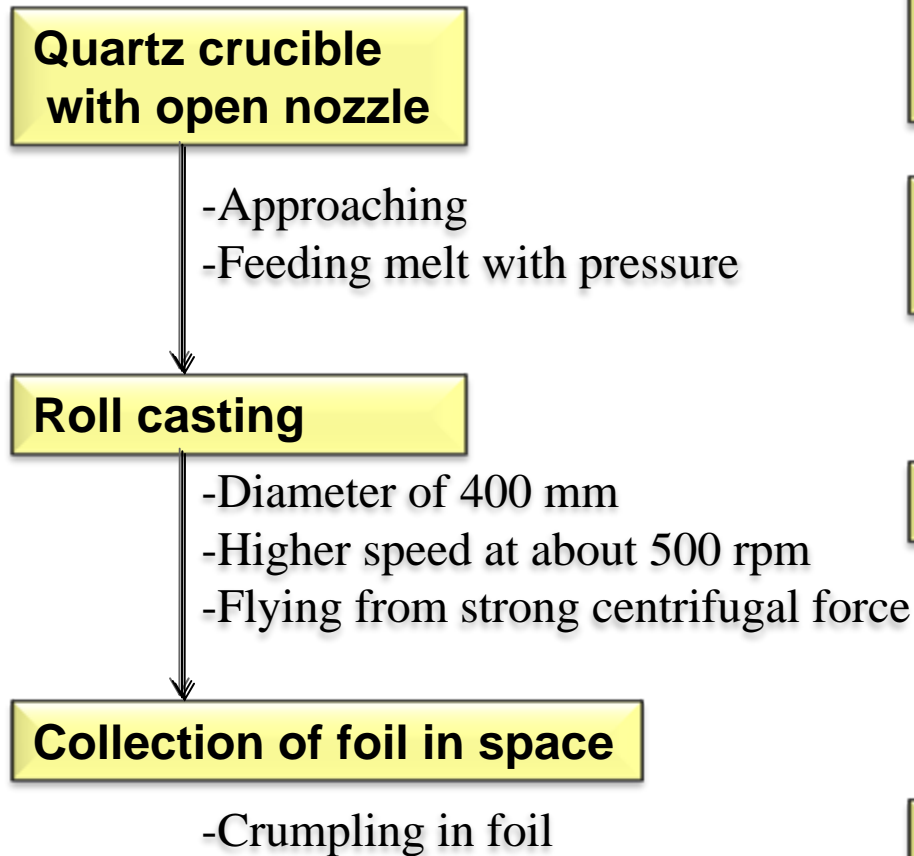 Quartz crucible
with open nozzle
-Approaching
-Feeding melt with pressure
Roll casting
-Diameter of 400 mm
-Higher speed at about 500 rpm
-Flying from strong centrifugal force
Collection of foil in space
-Crumpling in foil